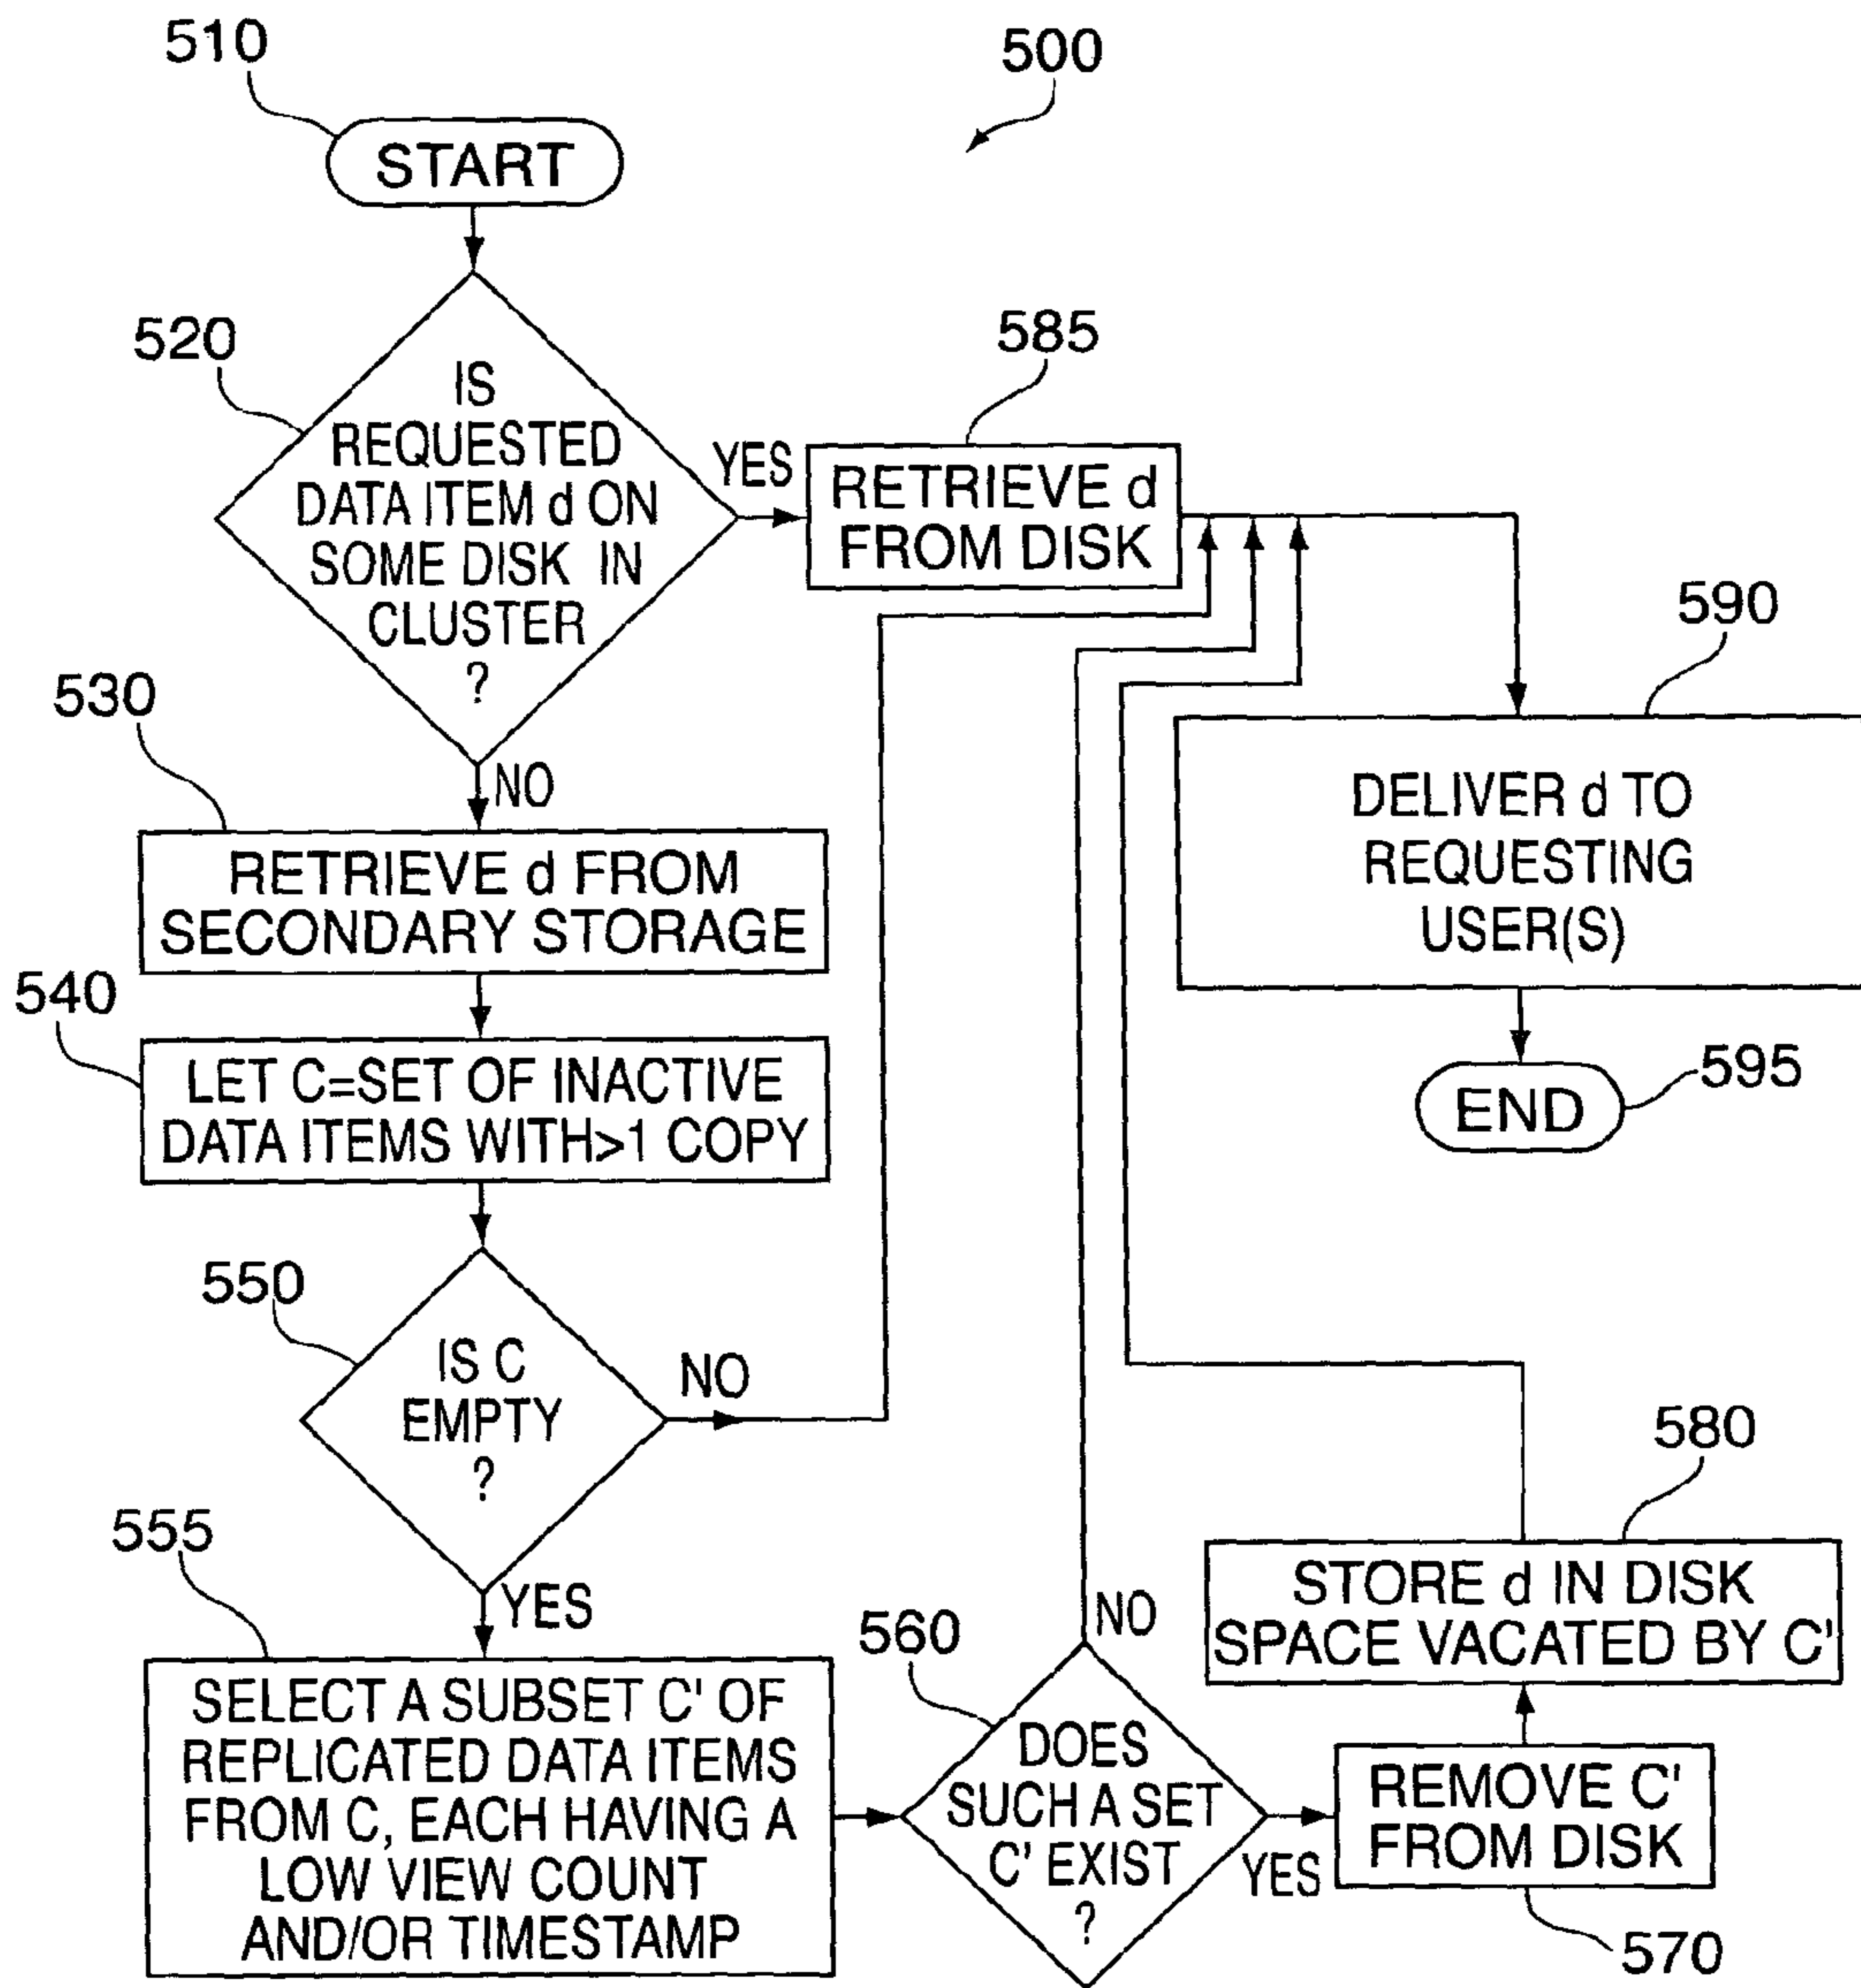 510
500
START
520
IS
REQUESTED
DATA ITEM d ON
SOME DISK IN
CLUSTER
?
YES
585
RETRIEVE d
FROM DISK
590
DELIVER d TO
REQUESTING
USER(S)
END
595
NO
530
RETRIEVE d FROM
SECONDARY STORAGE
540
LET C=SET OF INACTIVE
DATA ITEMS WITH>1 COPY
550
IS C
EMPTY
?
NO
YES
555
SELECT A SUBSET C' OF
REPLICATED DATA ITEMS
FROM C, EACH HAVING A
LOW VIEW COUNT
AND/OR TIMESTAMP
560
DOES
SUCH A SET
C' EXIST
?
NO
YES
REMOVE C'
FROM DISK
570
580
STORE d IN DISK
SPACE VACATED BY C'